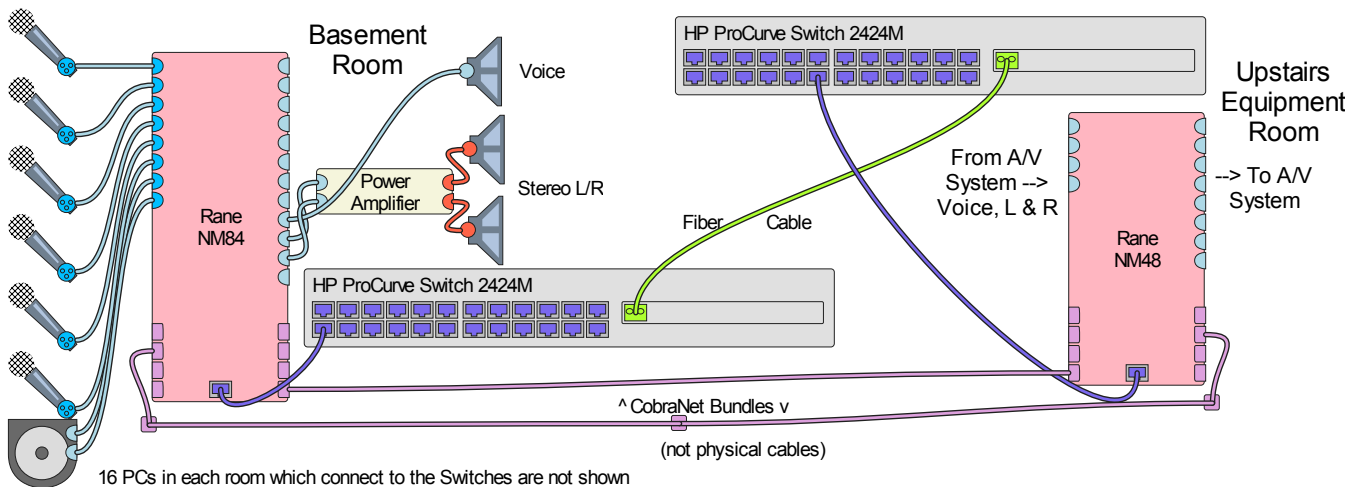 Basement
Room
Voice
Stereo L/R
Power
Amplifier
Rane
NM84
HP ProCurve Switch 2424M
HP ProCurve Switch 2424M
Fiber Cable
From A/V
System -->
Voice, L & R
Upstairs
Equipment
Room
--> To A/V
System
Rane
NM48
^ CobraNet Bundles v
(not physical cables)
16 PCs in each room which connect to the Switches are not shown